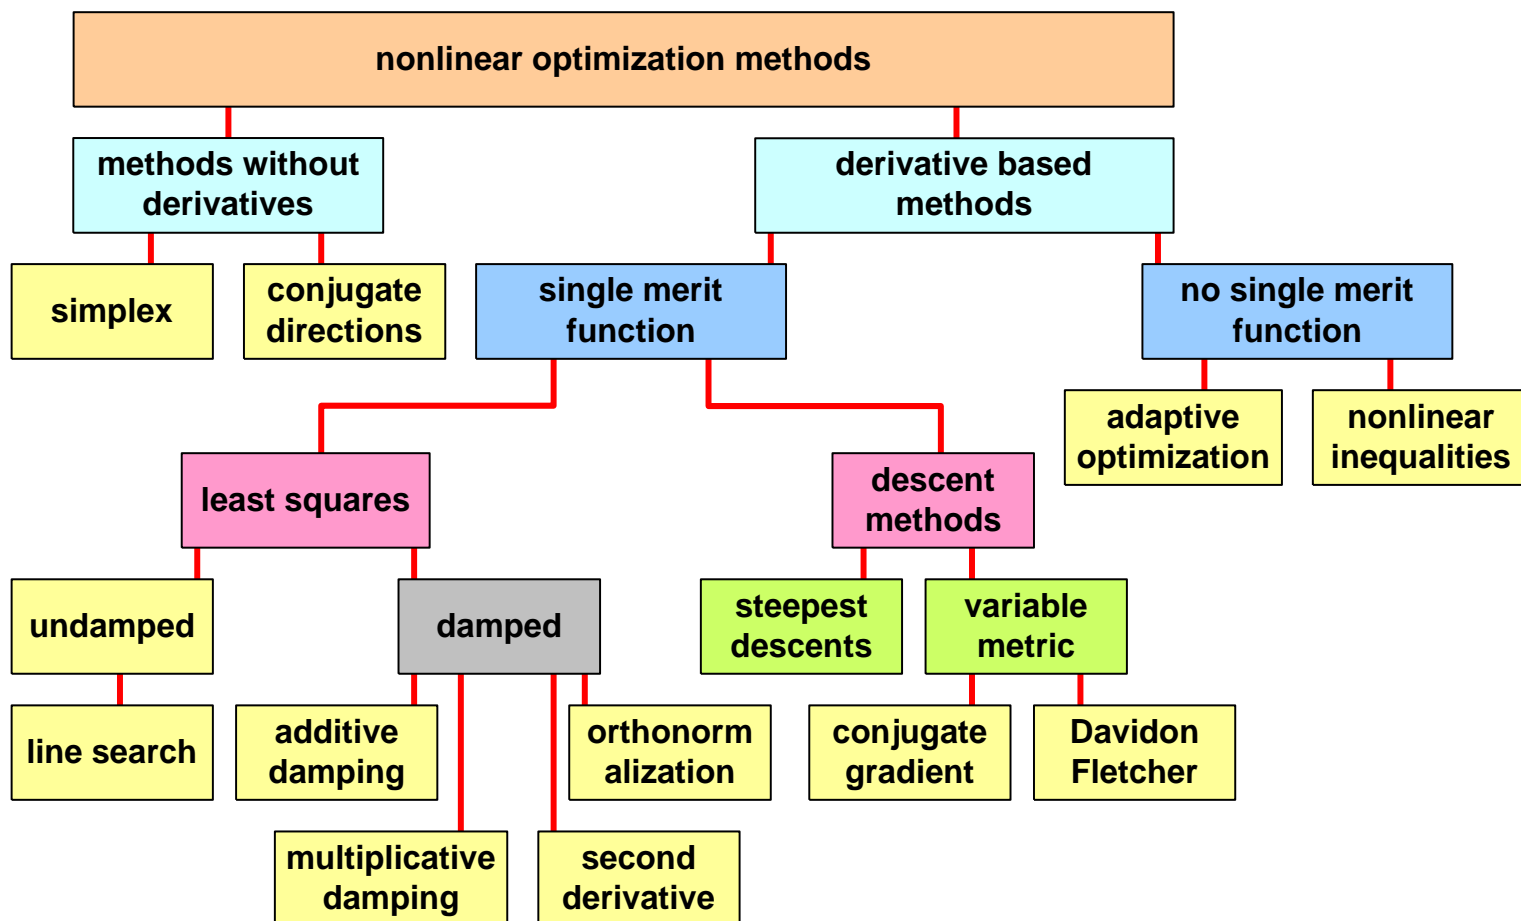 nonlinear optimization methods
methods without
derivatives
derivative based
methods
simplex
conjugate
directions
single merit
function
no single merit
function
adaptive
optimization
nonlinear
inequalities
least squares
descent
methods
undamped
damped
steepest
descents
variable
metric
line search
additive
damping
orthonorm
alization
conjugate
gradient
Davidon
Fletcher
multiplicative
damping
second
derivative